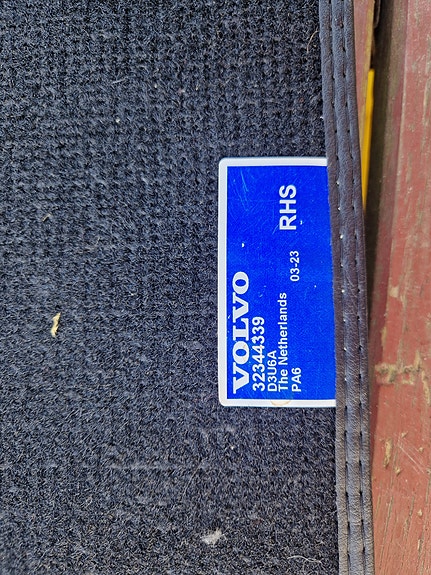 VOLVO
32344339
D3U6A
The Netherlands 03-23 RHS
PA6